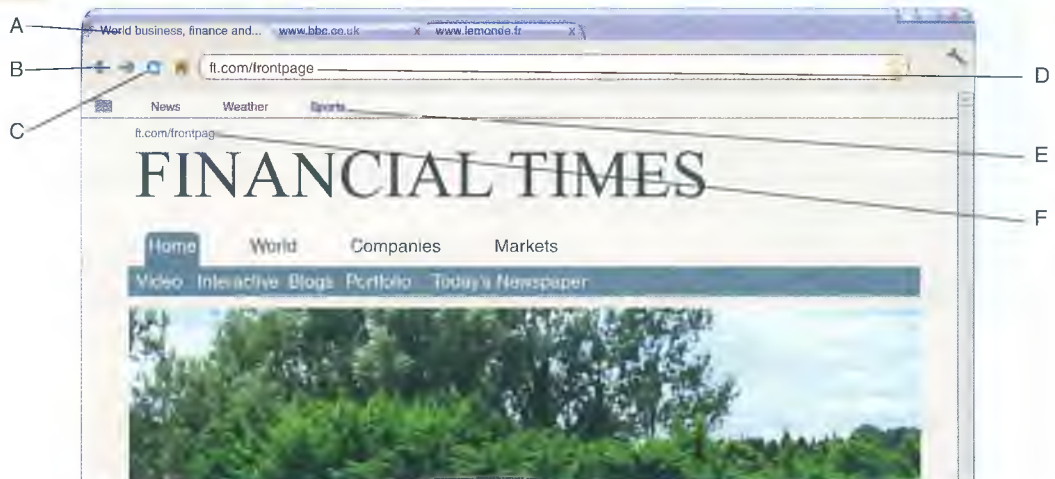 A World business, finance and... www.bbc.co.uk x www.lemonde.fr x
B ft.com/frontpage D
C News Weather Sports E
ft.com/frontpag
FINANCIAL TIMES F
Home World Companies Markets
Video Interactive Blogs Portfolio Today's Newspaper